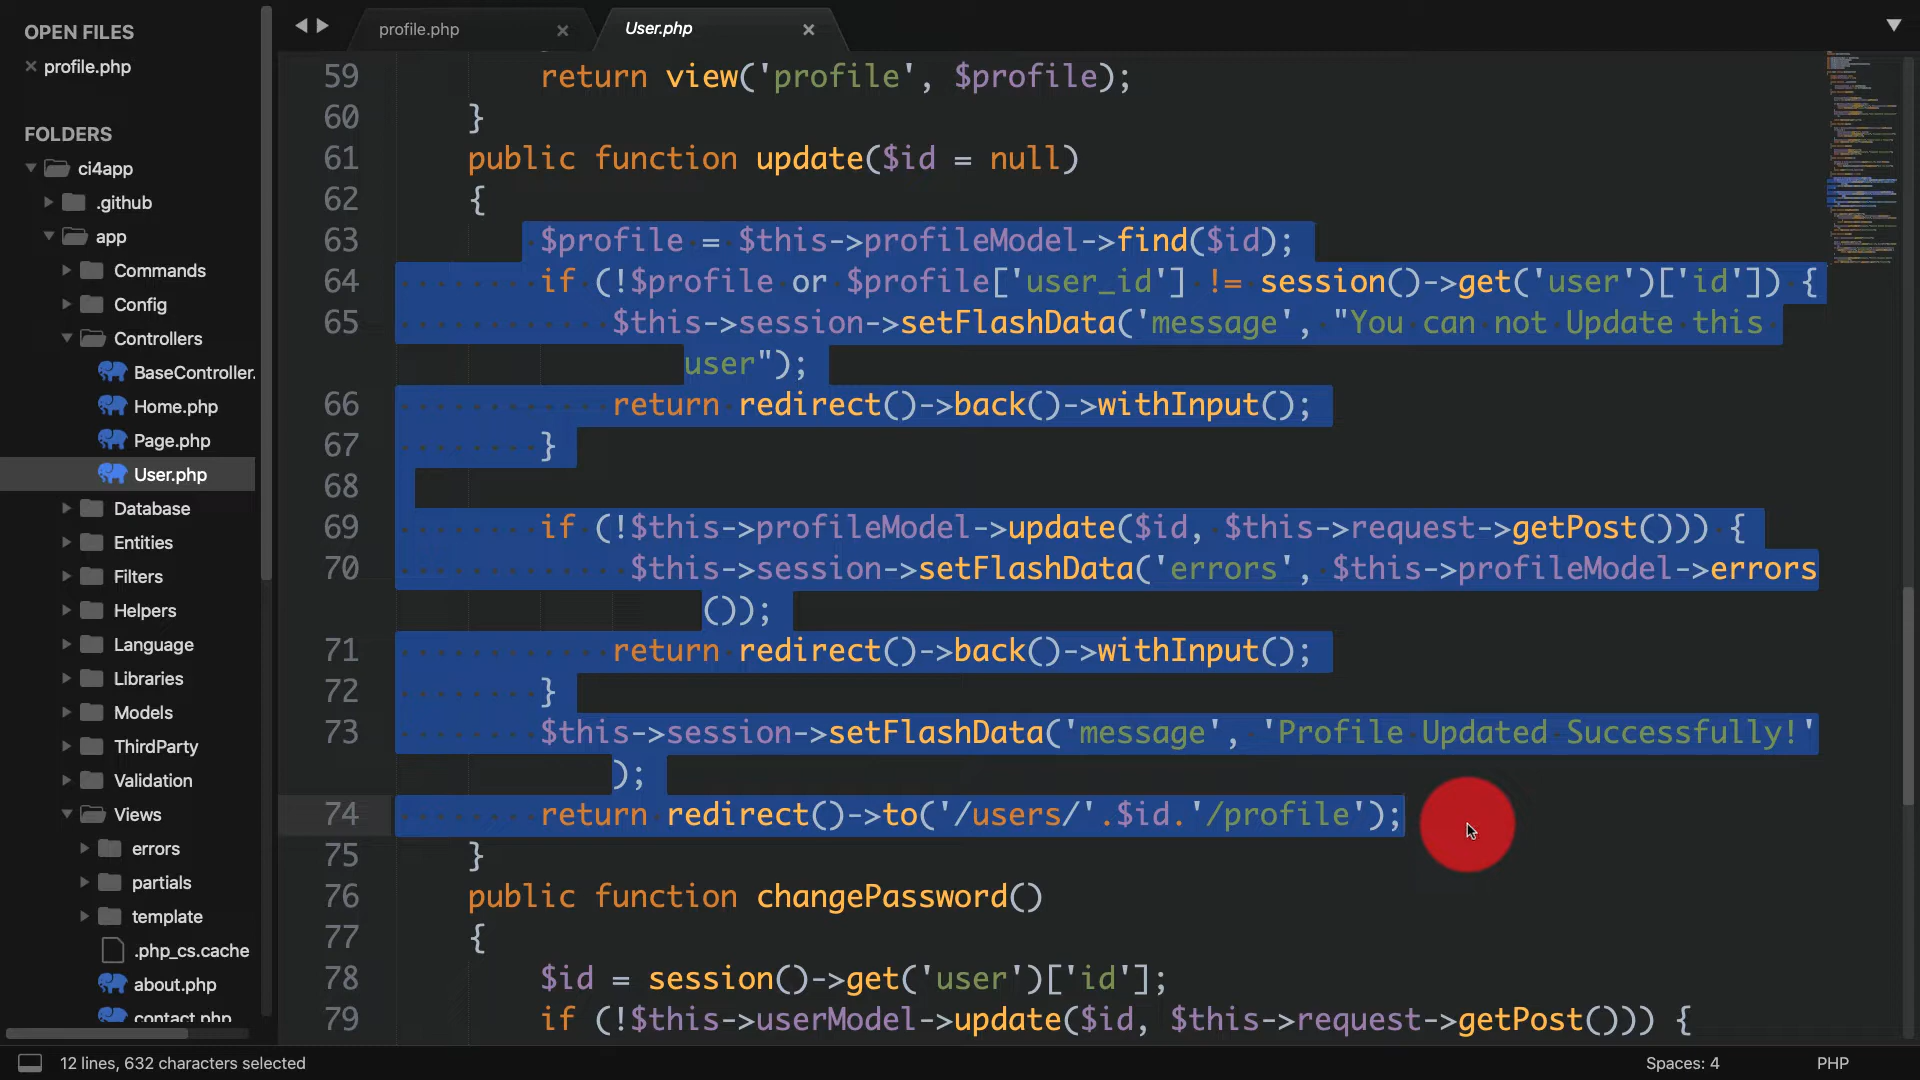 OPEN FILES
profile.php
FOLDERS
ci4app
.github
app
Commands
Config
Controllers
BaseController.
Home.php
Page.php
User.php
Database
Entities
Filters
Helpers
Language
Libraries
Models
ThirdParty
Validation
Views
errors
partials
template
.php_cs.cache
about.php
contact.php
profile.php
User.php
59 return view('profile', $profile);
60 }
61 public function update($id = null)
62 {
63 $profile = $this->profileModel->find($id);
64 if (!$profile or $profile['user_id'] != session()->get('user')['id']) {
65 $this->session->setFlashData('message', "You can not Update this
user");
66 return redirect()->back()->withInput();
67 }
68
69 if (!$this->profileModel->update($id, $this->request->getPost())) {
70 $this->session->setFlashData('errors', $this->profileModel->errors
());
71 return redirect()->back()->withInput();
72 }
73 $this->session->setFlashData('message', 'Profile Updated Successfully!'
);
74 return redirect()->to('/users/'.$id.'/profile');
75 }
76 public function changePassword()
77 {
78 $id = session()->get('user')['id'];
79 if (!$this->userModel->update($id, $this->request->getPost())) {
12 lines, 632 characters selected
Spaces: 4
PHP